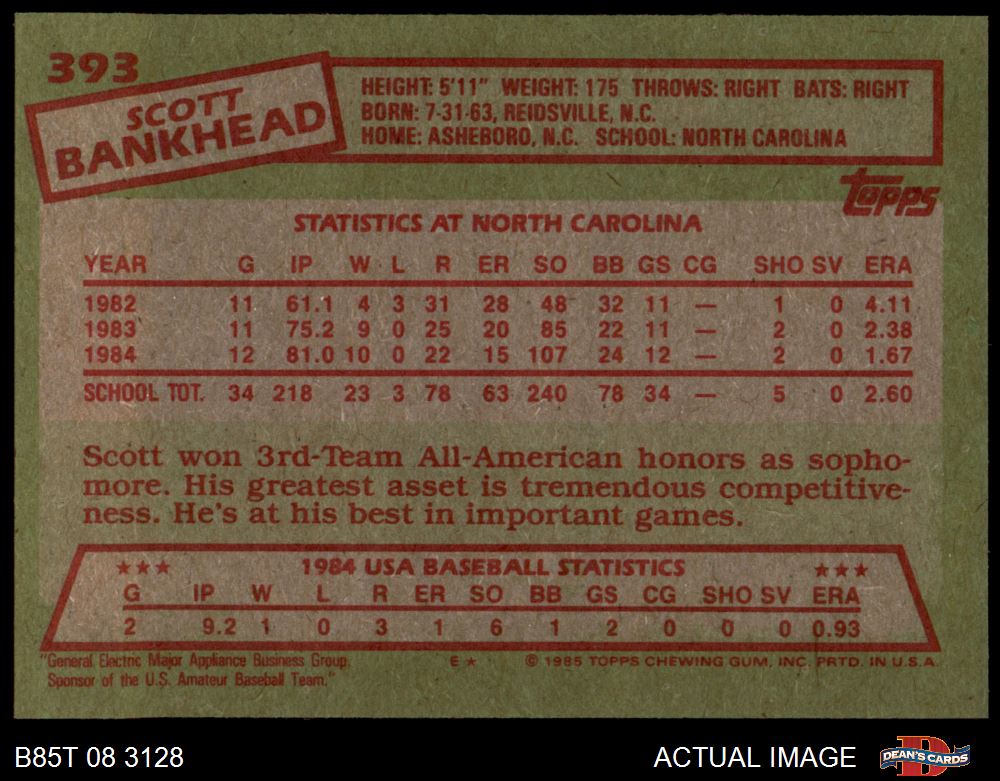 393
SCOTT
BANKHEAD
HEIGHT: 5'11" WEIGHT: 175 THROWS: RIGHT BATS: RIGHT
BORN: 7-31-63, REIDSVILLE, N.C.
HOME: ASHEBORO, N.C. SCHOOL: NORTH CAROLINA
topps
STATISTICS AT NORTH CAROLINA
YEAR G IP W L R ER SO BB GS CG SHO SV ERA
1982 11 61.1 4 3 31 28 48 32 11 — 1 0 4.11
1983 11 75.2 9 0 25 20 85 22 11 — 2 0 2.38
1984 12 81.0 10 0 22 15 107 24 12 — 2 0 1.67
SCHOOL TOT. 34 218 23 3 78 63 240 78 34 — 5 0 2.60
Scott won 3rd-Team All-American honors as sopho-
more. His greatest asset is tremendous competitive-
ness. He's at his best in important games.
★★★ 1984 USA BASEBALL STATISTICS ★★★
G IP W L R ER SO BB GS CG SHO SV ERA
2 9.2 1 0 3 1 6 1 2 0 0 0 0.93
"General Electric Major Appliance Business Group,
Sponsor of the U.S. Amateur Baseball Team."
E ★ © 1985 TOPPS CHEWING GUM, INC. PRTD. IN U.S.A.
B85T 08 3128
ACTUAL IMAGE
DEAN'S CARDS